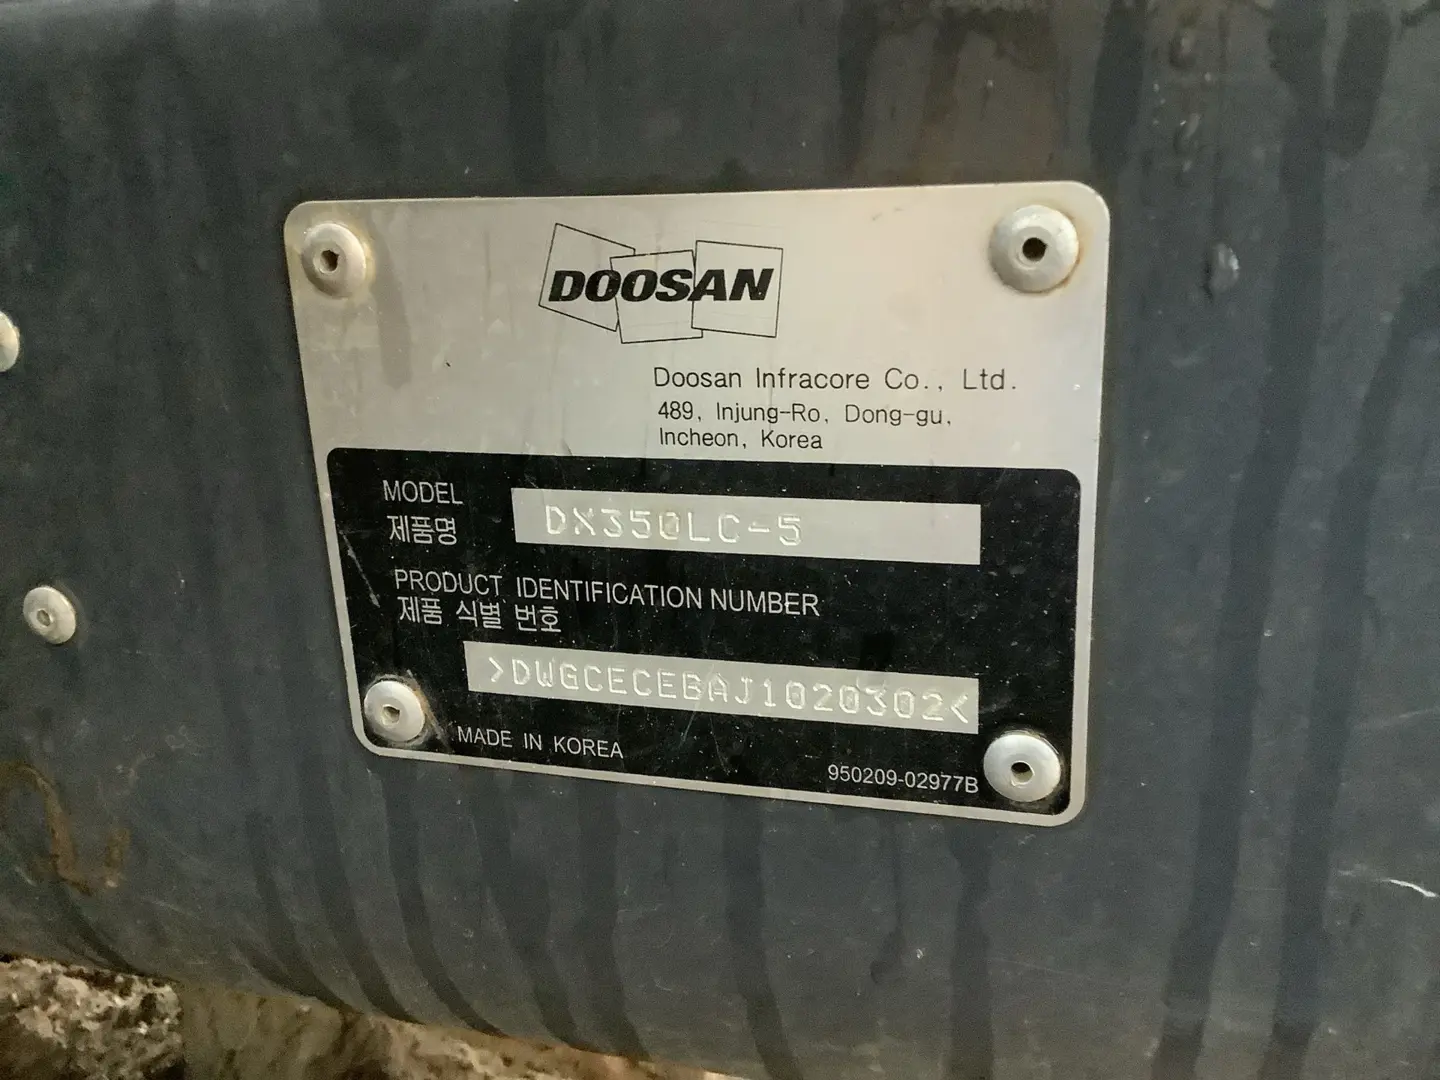 DOOSAN
Doosan Infracore Co., Ltd.
489, Injung-Ro, Dong-gu,
Incheon, Korea
MODEL
제품명
DX350LC-5
PRODUCT IDENTIFICATION NUMBER
제품 식별 번호
>DWGCECEBAJ1020302<
MADE IN KOREA
950209-02977B